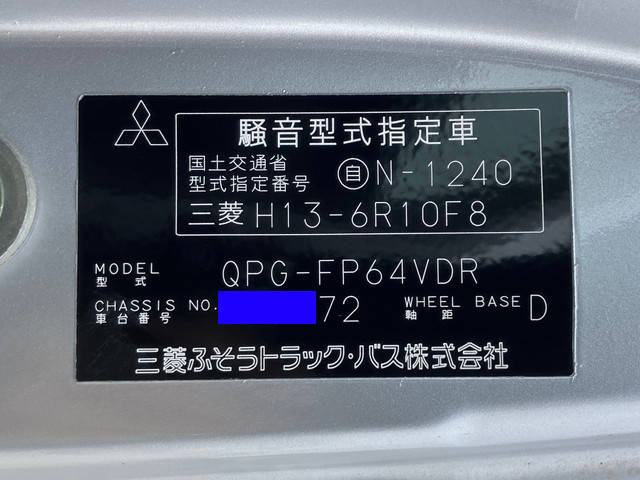 騒音型式指定車
国土交通省
型式指定番号 自 N-1240
三菱 H13-6R10F8
MODEL QPG-FP64VDR
型式
CHASSIS NO. 72 WHEEL BASE D
車台番号 軸距
三菱ふそうトラック・バス株式会社